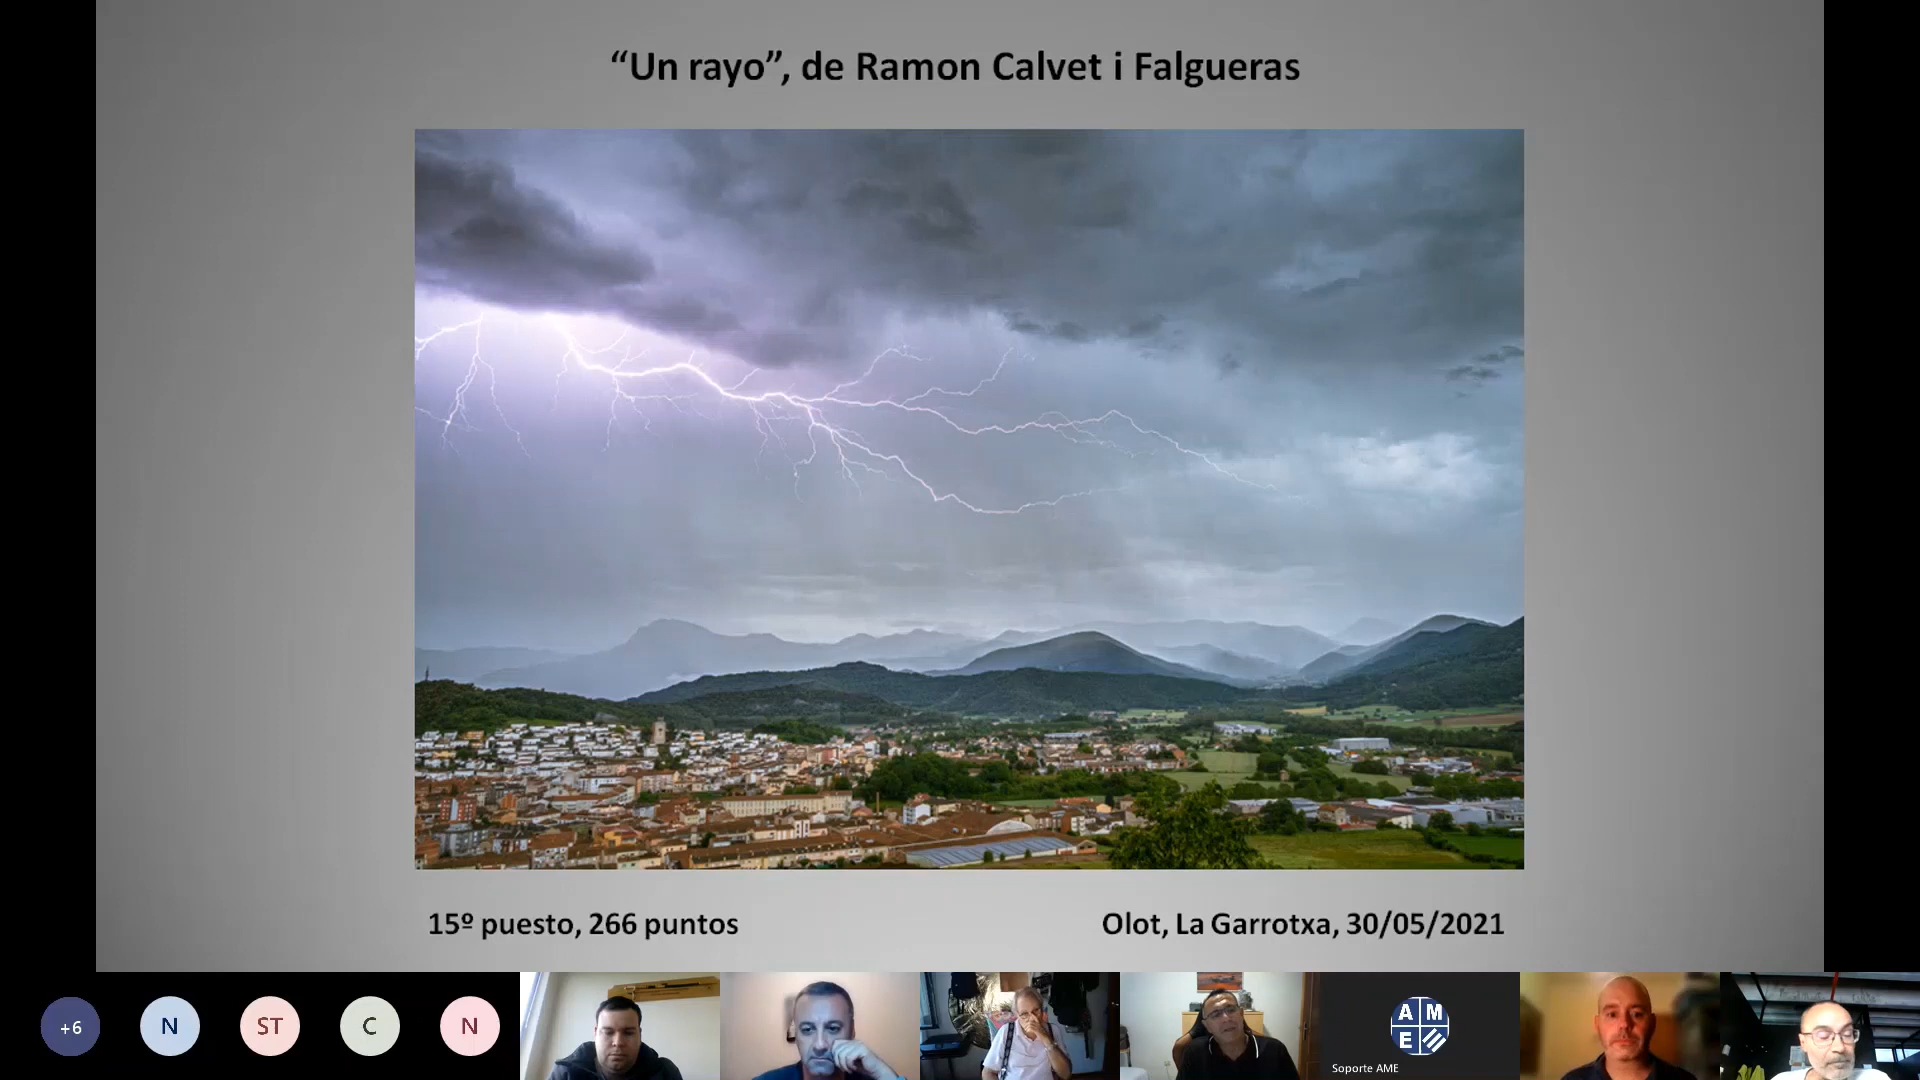 “Un rayo”, de Ramon Calvet i Falgueras
15º puesto, 266 puntos
Olot, La Garrotxa, 30/05/2021
+6
N
ST
C
N
A M
E
Soporte AME